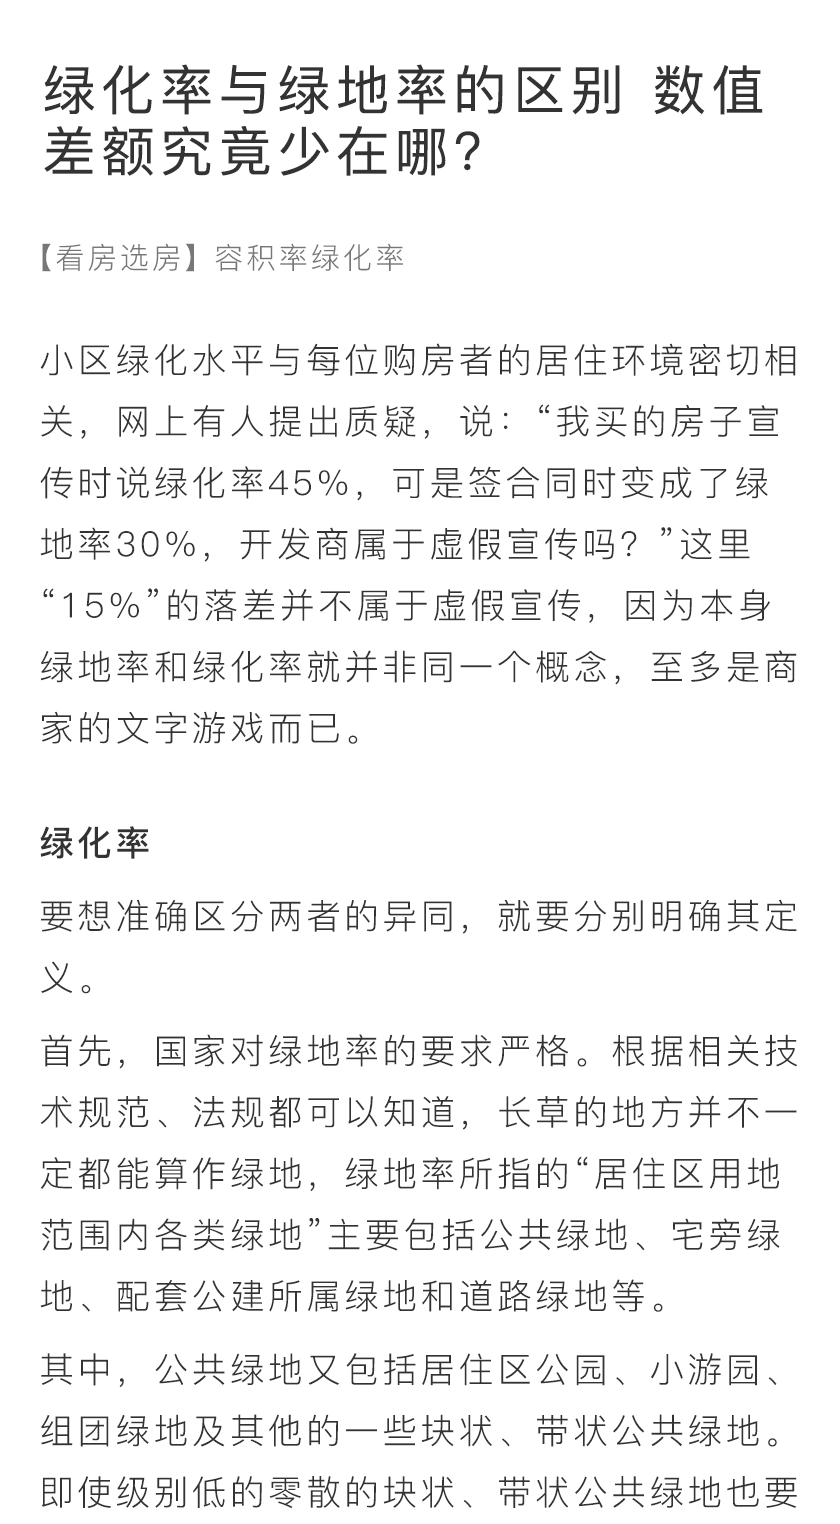 绿化率与绿地率的区别 数值
差额究竟少在哪?
【看房选房】容积率绿化率
小区绿化水平与每位购房者的居住环境密切相
关，网上有人提出质疑，说：“我买的房子宣
传时说绿化率45%，可是签合同时变成了绿
地率30%，开发商属于虚假宣传吗？”这里
“15%”的落差并不属于虚假宣传，因为本身
绿地率和绿化率就并非同一个概念，至多是商
家的文字游戏而已。
绿化率
要想准确区分两者的异同，就要分别明确其定
义。
首先，国家对绿地率的要求严格。根据相关技
术规范、法规都可以知道，长草的地方并不一
定都能算作绿地，绿地率所指的“居住区用地
范围内各类绿地”主要包括公共绿地、宅旁绿
地、配套公建所属绿地和道路绿地等。
其中，公共绿地又包括居住区公园、小游园、
组团绿地及其他的一些块状、带状公共绿地。
即使级别低的零散的块状、带状公共绿地也要